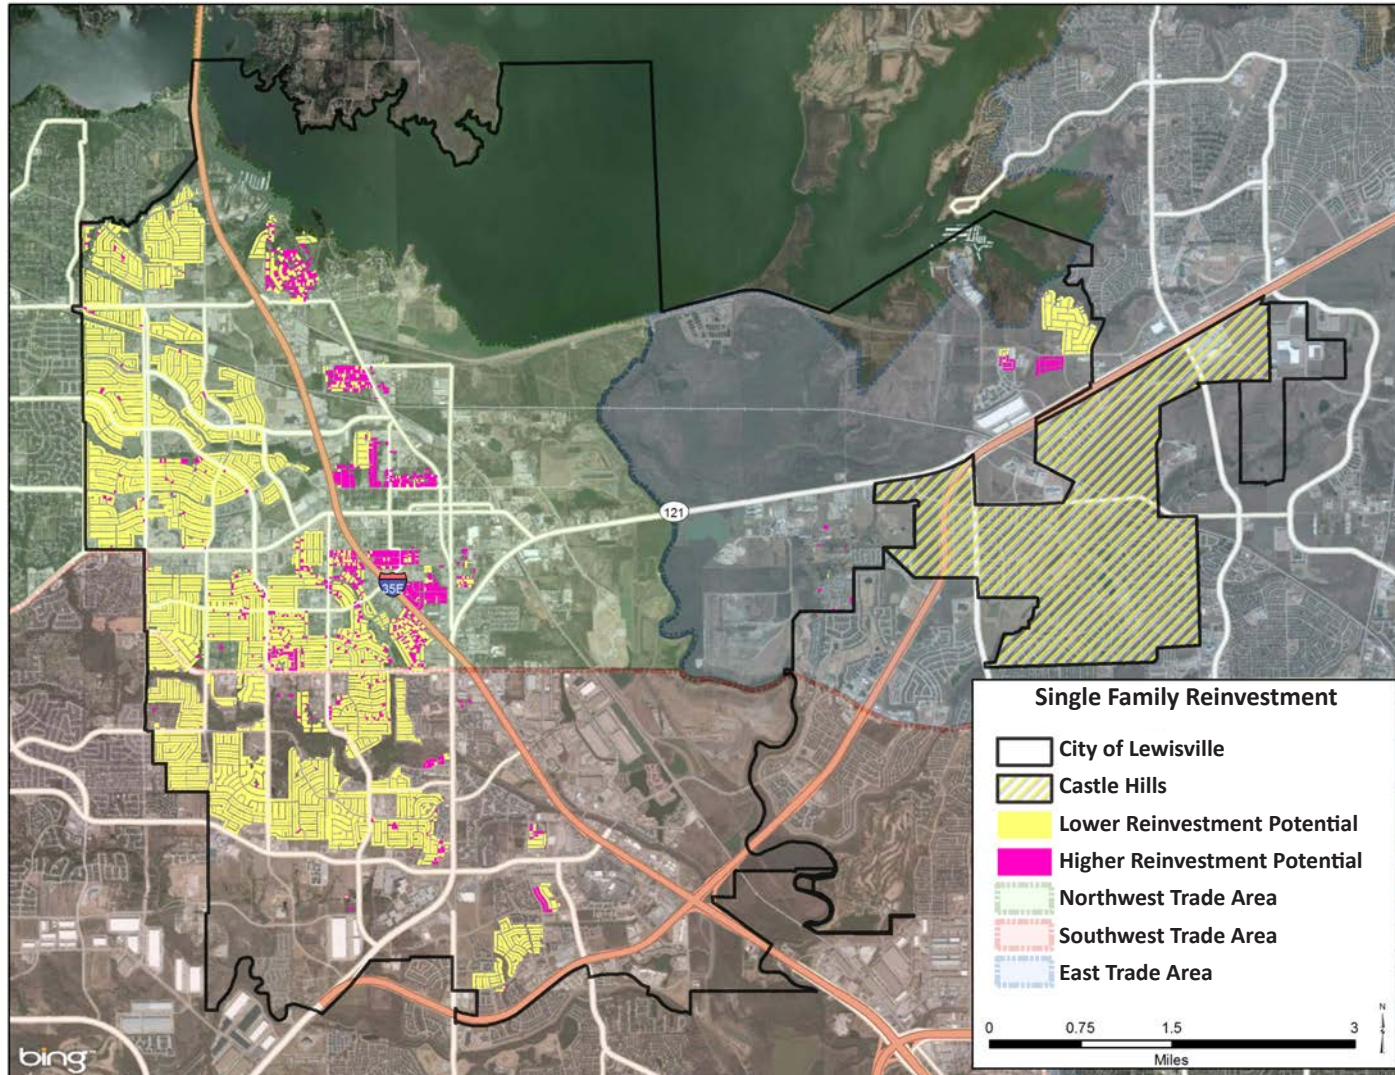 121
35E
Single Family Reinvestment
City of Lewisville
Castle Hills
Lower Reinvestment Potential
Higher Reinvestment Potential
Northwest Trade Area
Southwest Trade Area
East Trade Area
N
0 0.75 1.5 3
Miles
bing